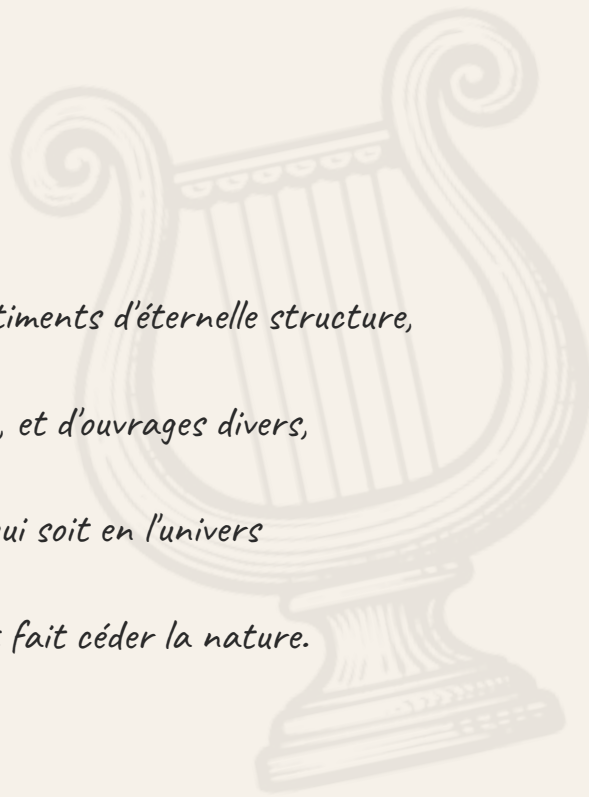 timents d'éternelle structure,
, et d'ouvrages divers,
ui soit en l'univers
fait céder la nature.